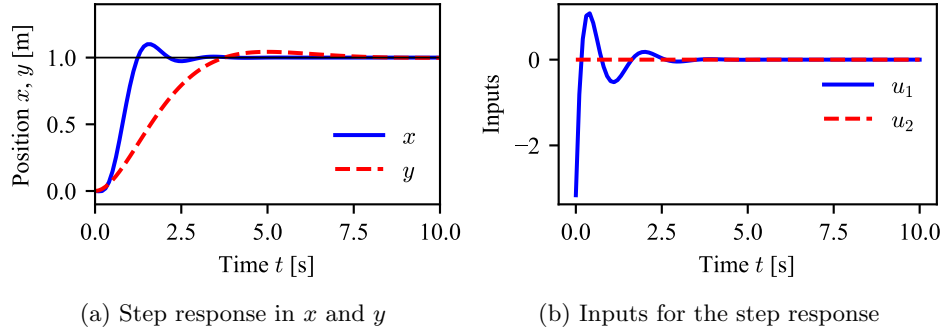 Position x, y [m]
1.0
0.5
0.0
x
y
0.0 2.5 5.0 7.5 10.0
Time t [s]
(a) Step response in x and y
Inputs
0
−2
u₁
u₂
0.0 2.5 5.0 7.5 10.0
Time t [s]
(b) Inputs for the step response